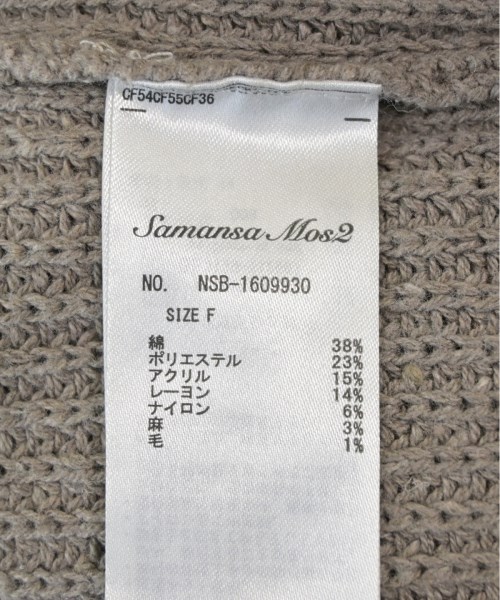 CF54CF55CF36
Samansa Mos2
NO. NSB-1609930
SIZE F
綿 38%
ポリエステル 23%
アクリル 15%
レーヨン 14%
ナイロン 6%
麻 3%
毛 1%